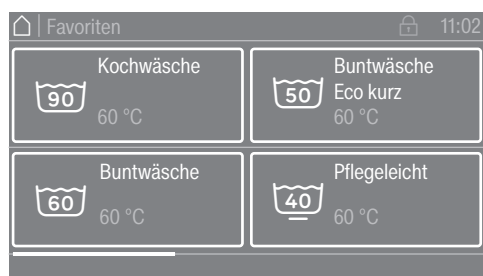 Favoriten 11:02
90 Kochwäsche
60 °C
50 Buntwäsche
Eco kurz
60 °C
60 Buntwäsche
60 °C
40 Pflegeleicht
60 °C